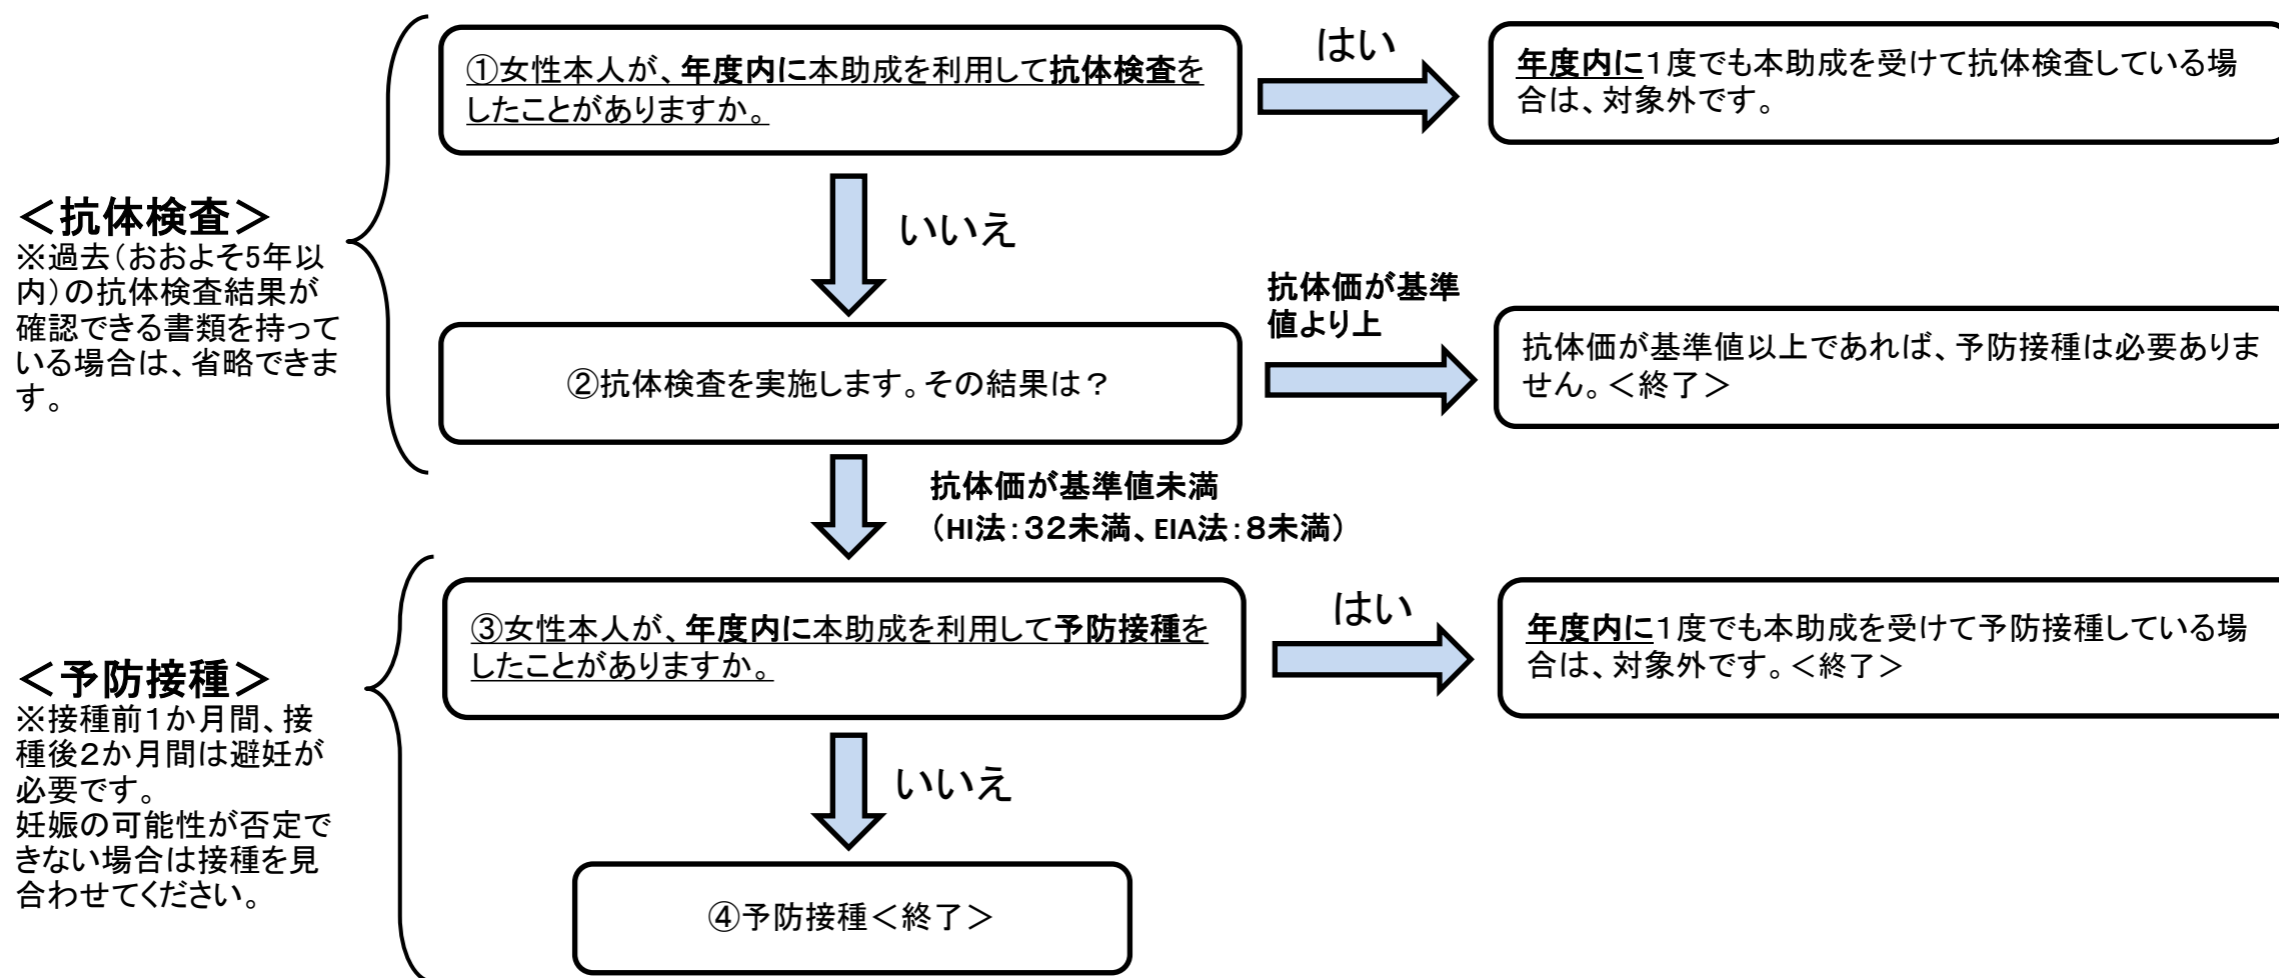 ①女性本人が、年度内に本助成を利用して抗体検査を
したことがありますか。
はい
年度内に1度でも本助成を受けて抗体検査している場
合は、対象外です。
いいえ
＜抗体検査＞
※過去（おおよそ5年以
内）の抗体検査結果が
確認できる書類を持って
いる場合は、省略できま
す。
②抗体検査を実施します。その結果は？
抗体価が基準
値より上
抗体価が基準値以上であれば、予防接種は必要ありま
せん。＜終了＞
抗体価が基準値未満
（HI法：３２未満、EIA法：８未満）
③女性本人が、年度内に本助成を利用して予防接種を
したことがありますか。
はい
年度内に1度でも本助成を受けて予防接種している場
合は、対象外です。＜終了＞
＜予防接種＞
※接種前１か月間、接
種後２か月間は避妊が
必要です。
妊娠の可能性が否定で
きない場合は接種を見
合わせてください。
いいえ
④予防接種＜終了＞